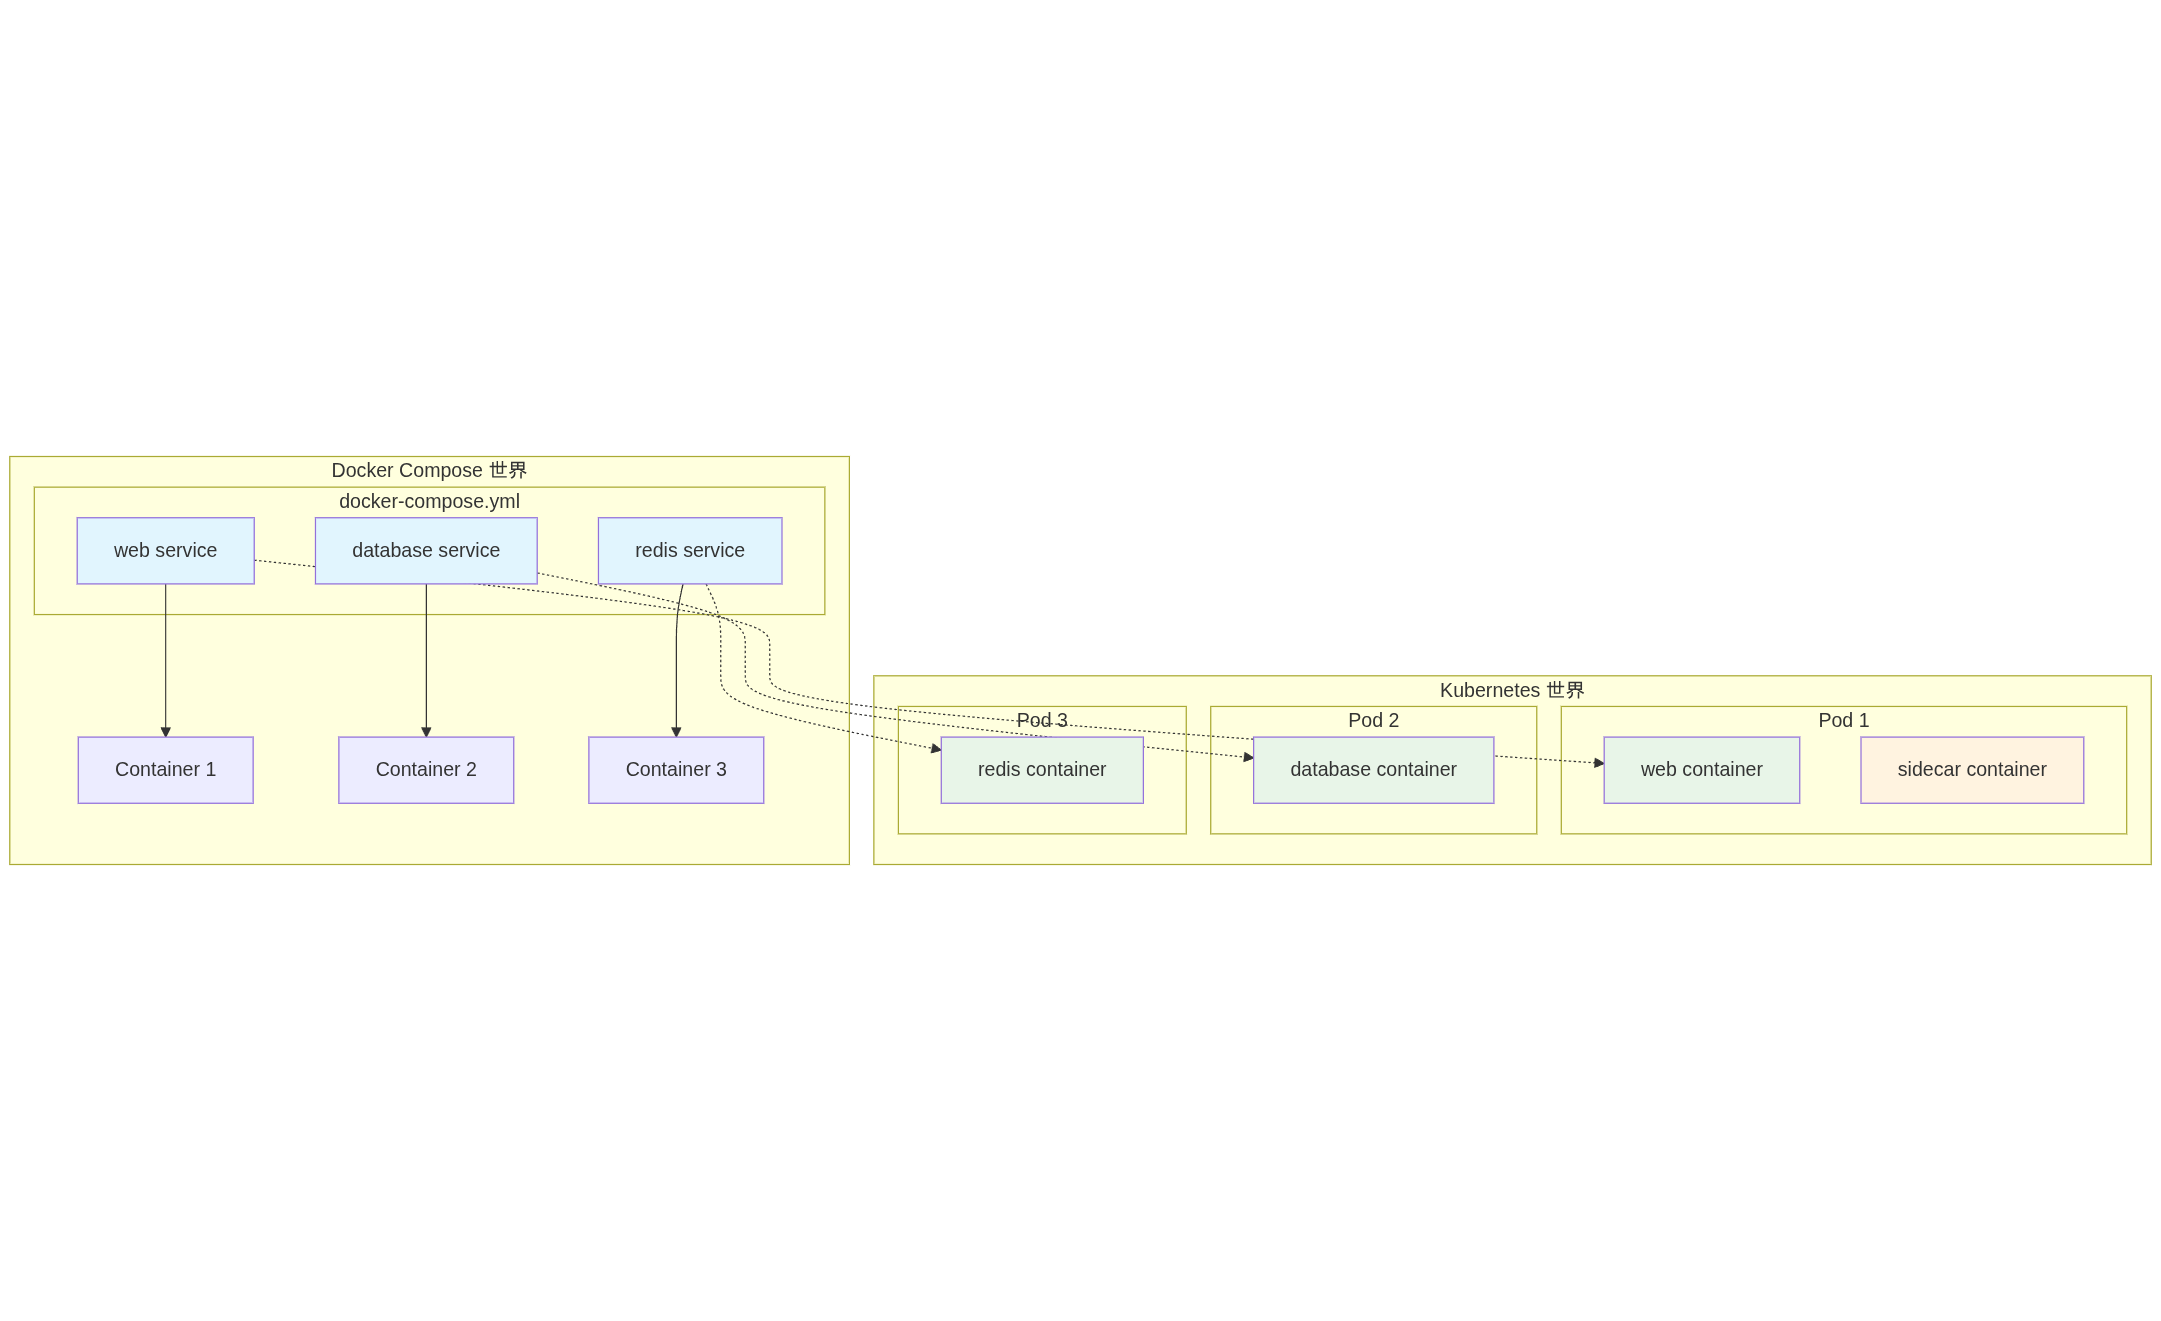 Docker Compose 世界
docker-compose.yml
web service
database service
redis service
Container 1
Container 2
Container 3
Kubernetes 世界
Pod 3
redis container
Pod 2
database container
Pod 1
web container
sidecar container